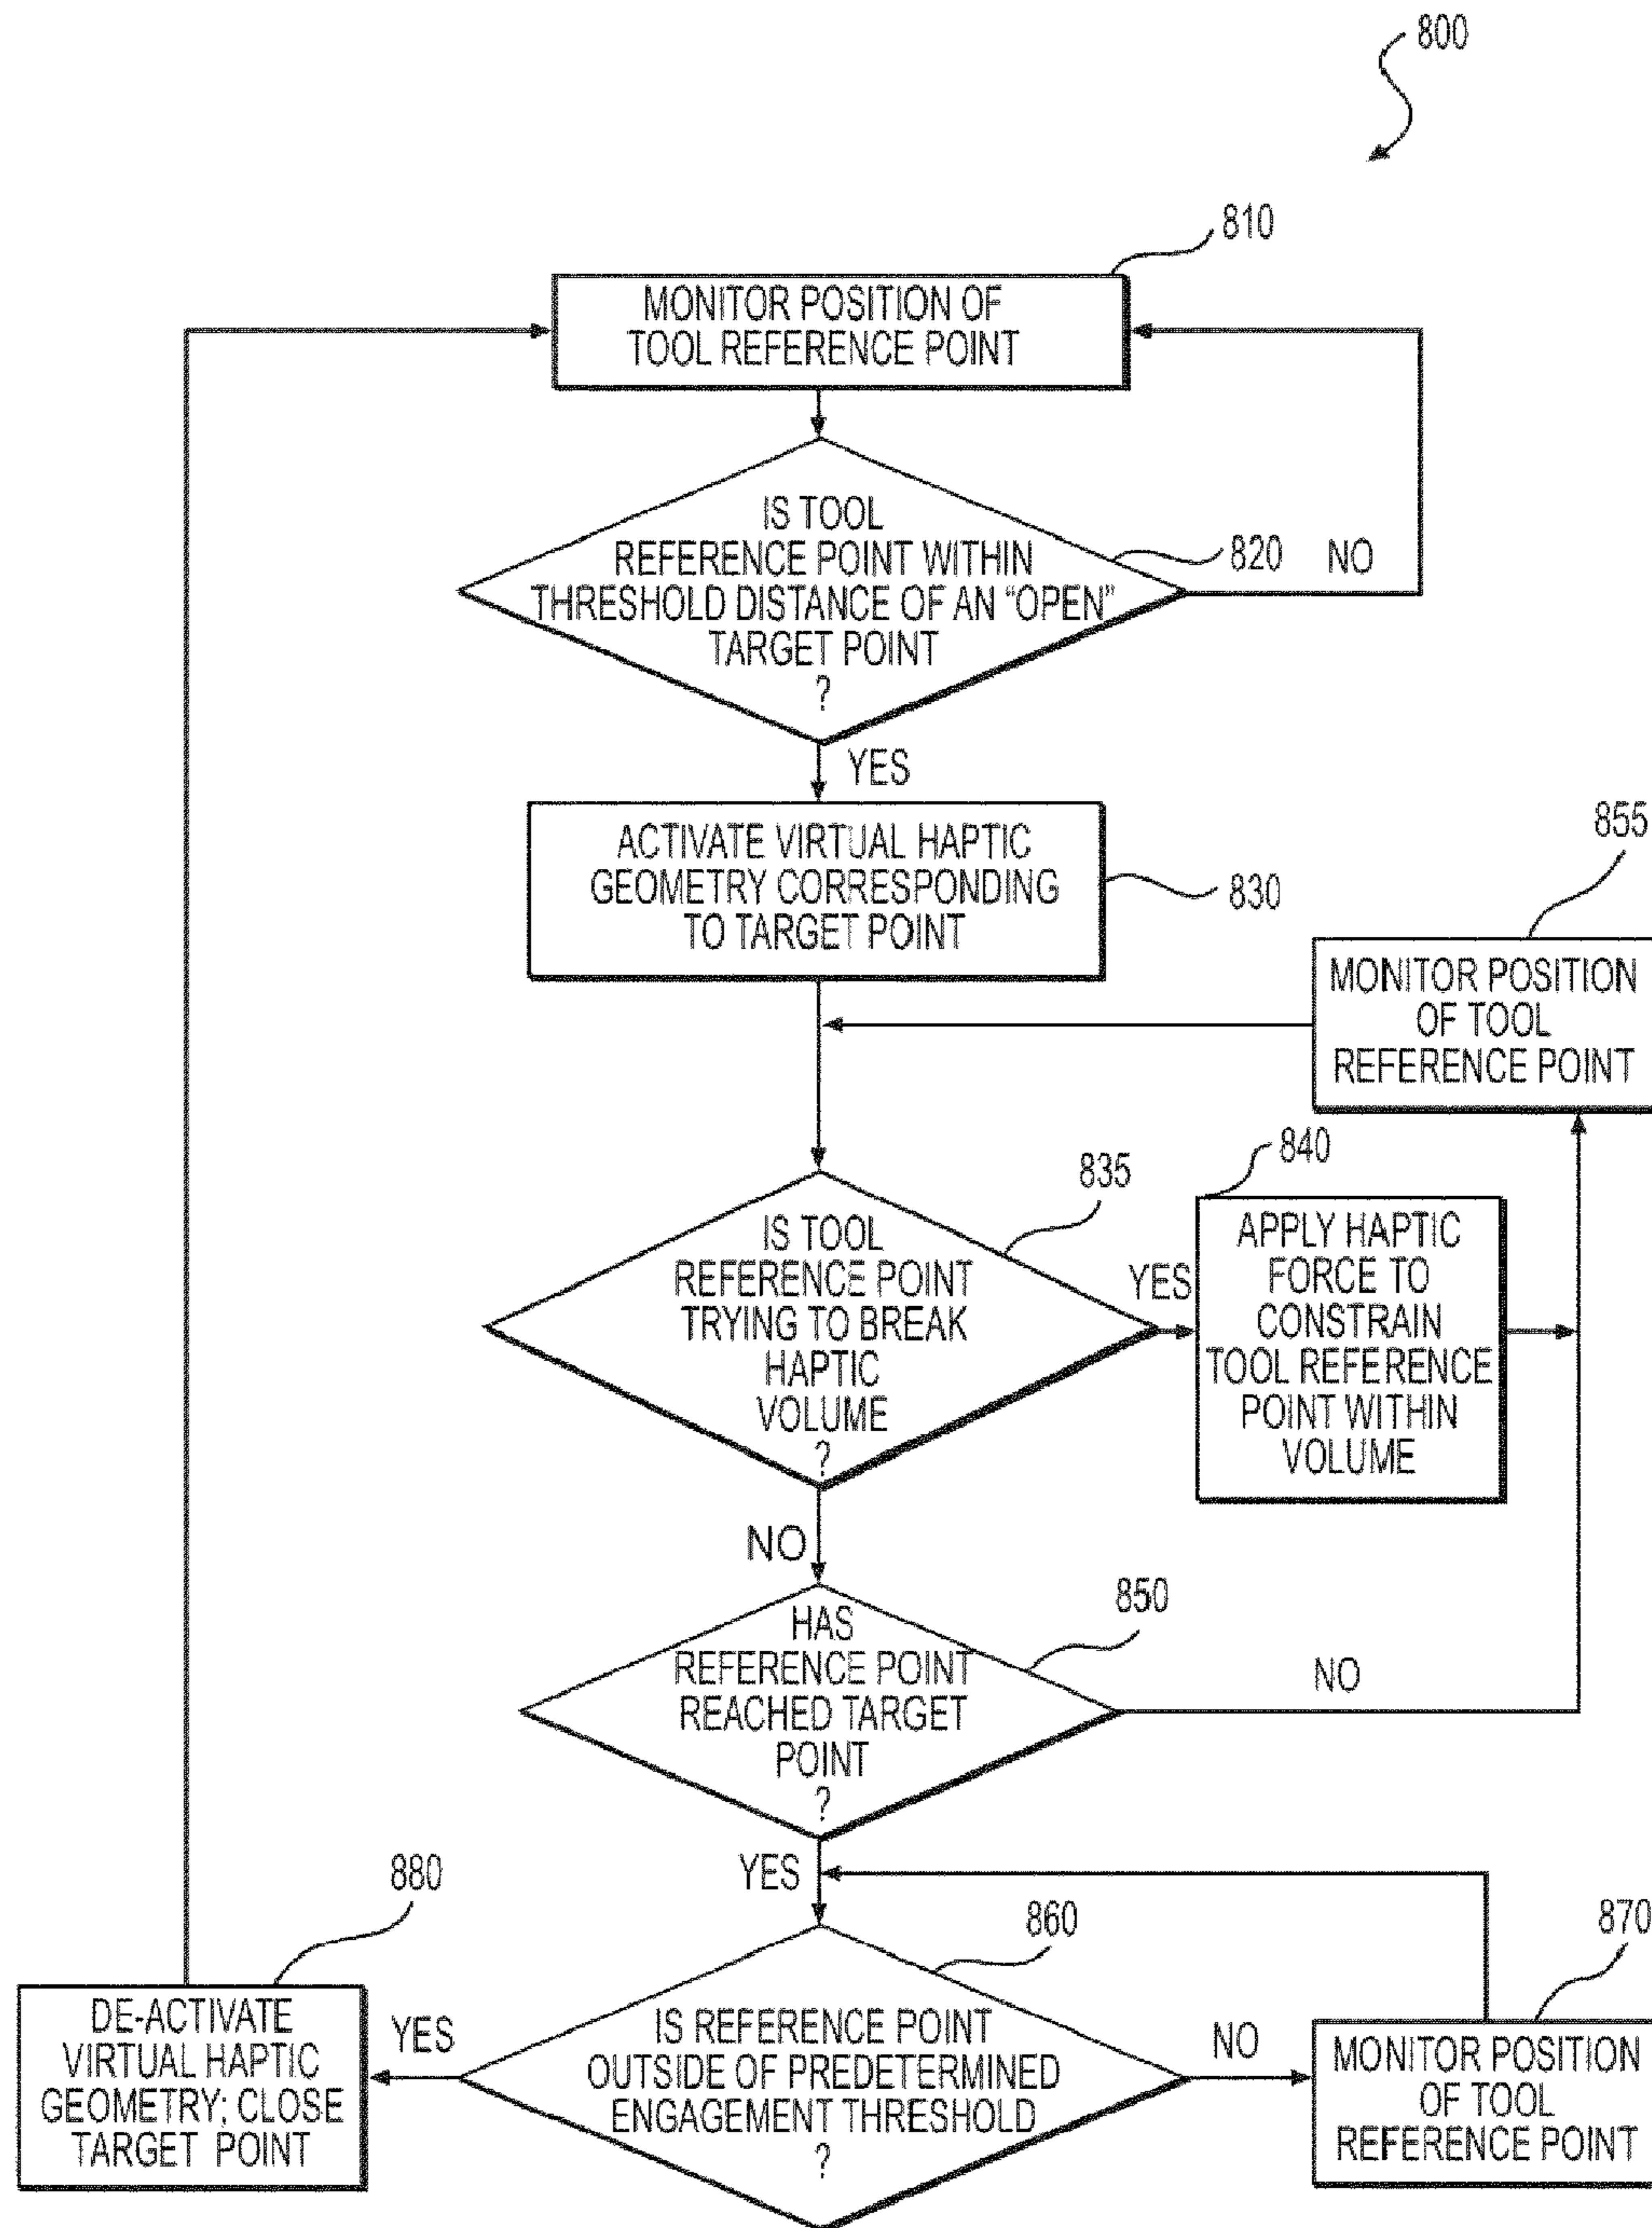 800
810
MONITOR POSITION OF
TOOL REFERENCE POINT
IS TOOL
REFERENCE POINT WITHIN
THRESHOLD DISTANCE OF AN “OPEN”
TARGET POINT
?
820
NO
YES
ACTIVATE VIRTUAL HAPTIC
GEOMETRY CORRESPONDING
TO TARGET POINT
830
855
MONITOR POSITION
OF TOOL
REFERENCE POINT
835
IS TOOL
REFERENCE POINT
TRYING TO BREAK
HAPTIC
VOLUME
?
YES
840
APPLY HAPTIC
FORCE TO
CONSTRAIN
TOOL REFERENCE
POINT WITHIN
VOLUME
NO
850
HAS
REFERENCE POINT
REACHED TARGET
POINT
?
NO
YES
860
IS REFERENCE POINT
OUTSIDE OF PREDETERMINED
ENGAGEMENT THRESHOLD
?
NO
870
MONITOR POSITION
OF TOOL
REFERENCE POINT
YES
880
DE-ACTIVATE
VIRTUAL HAPTIC
GEOMETRY; CLOSE
TARGET POINT